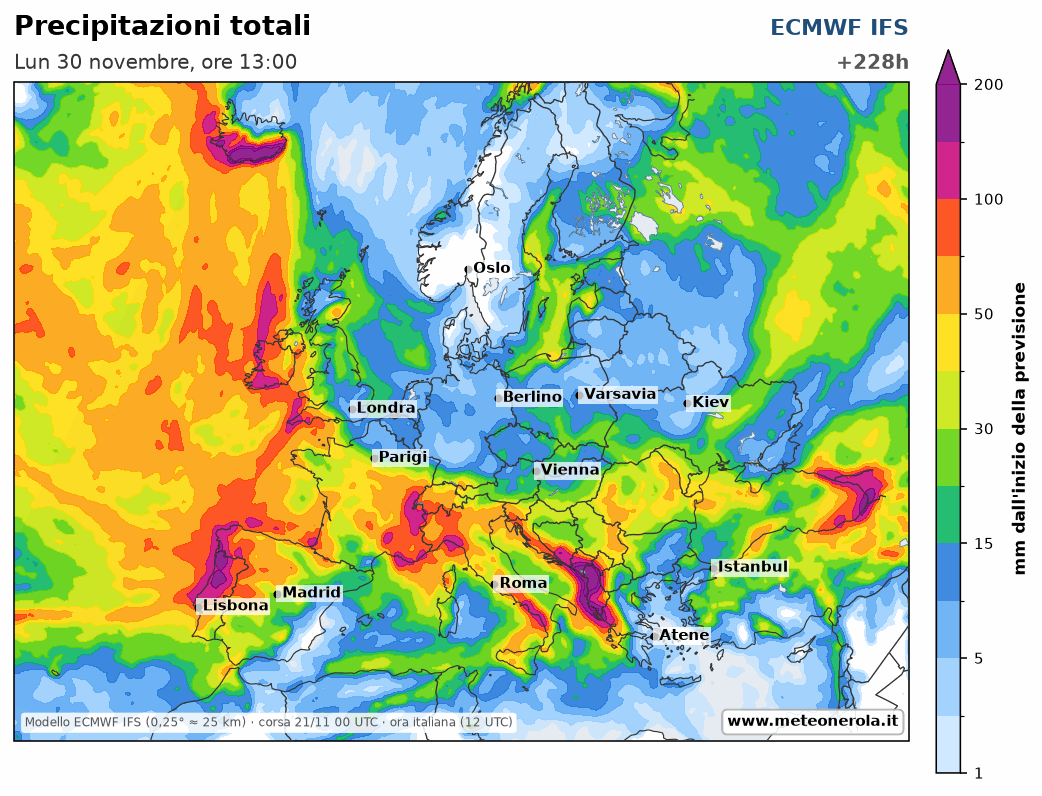 Precipitazioni totali
ECMWF IFS
Lun 30 novembre, ore 13:00
+228h
200
100
50
30
15
5
1
mm dall'inizio della previsione
Oslo
Londra
Berlino
Varsavia
Kiev
Parigi
Vienna
Istanbul
Roma
Madrid
Lisbona
Atene
Modello ECMWF IFS (0,25° ≈ 25 km) · corsa 21/11 00 UTC · ora italiana (12 UTC)
www.meteonerola.it